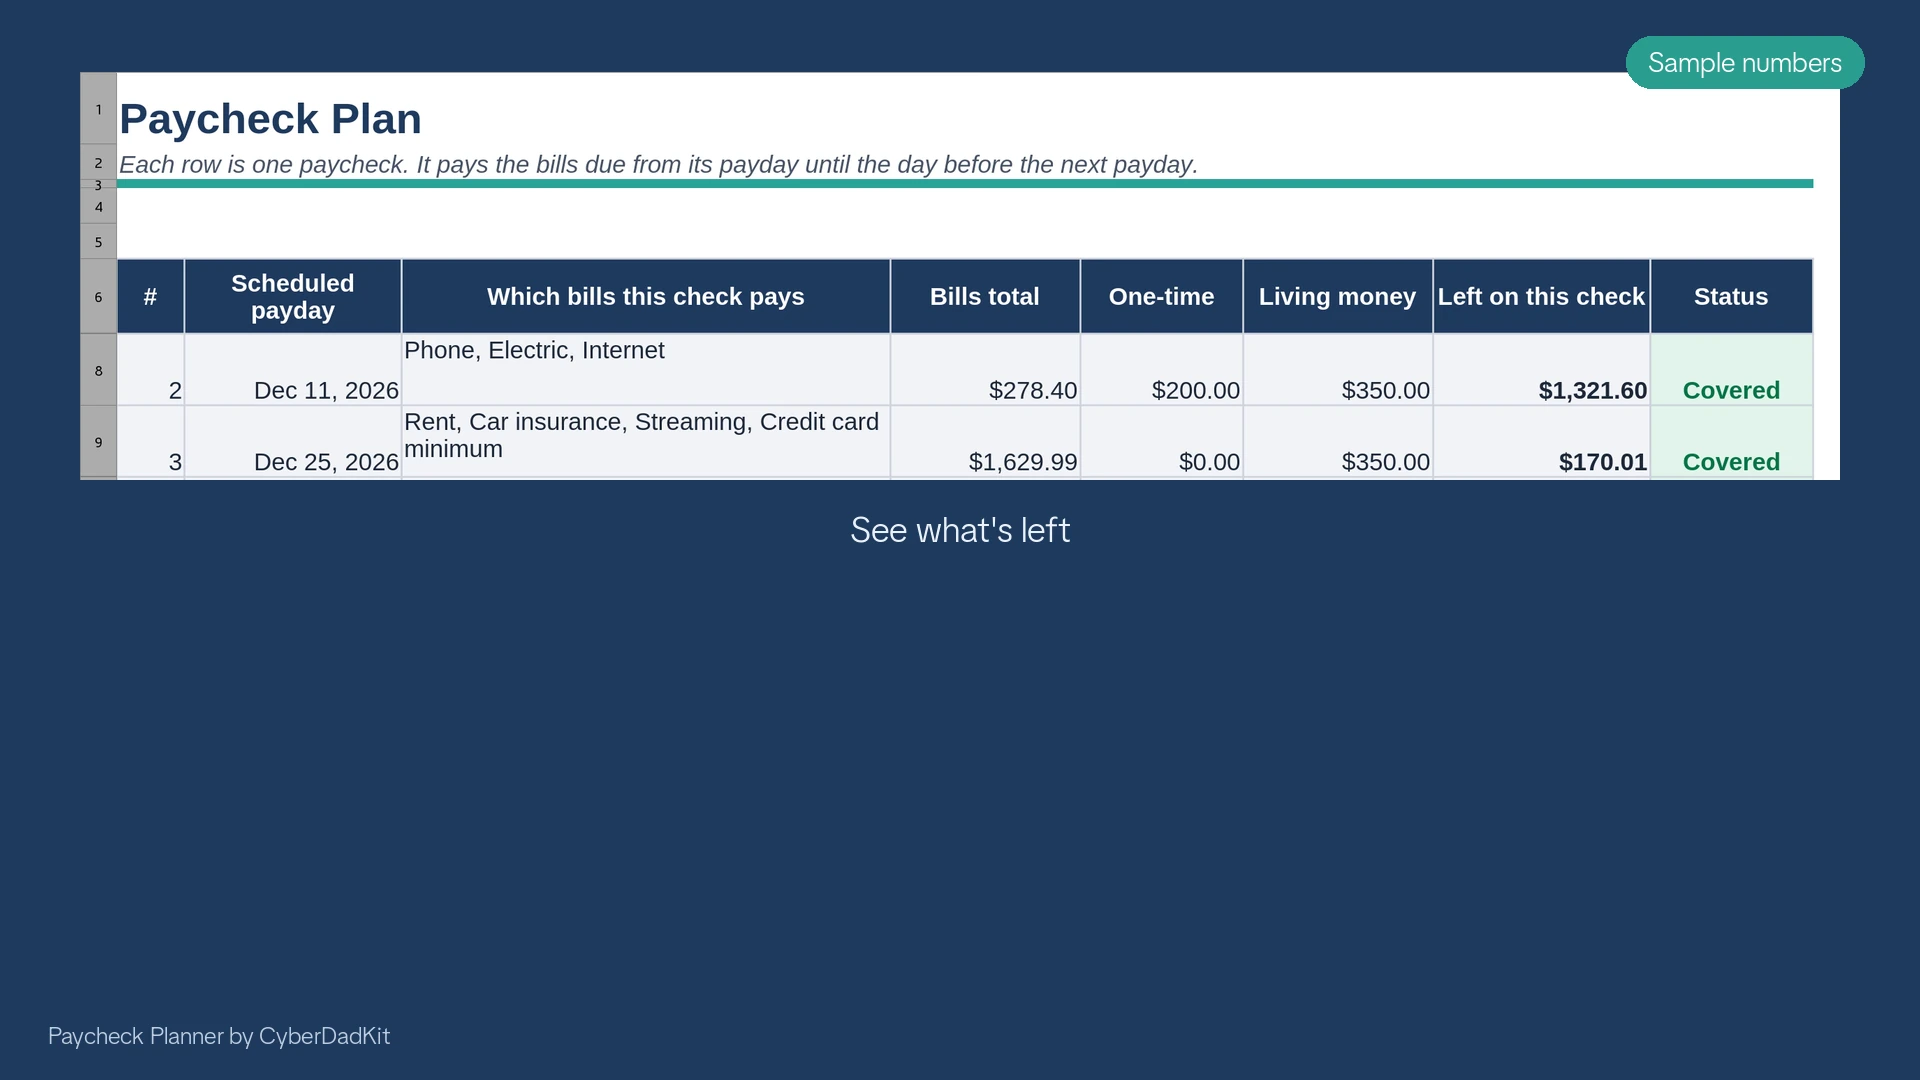 Sample numbers
1
Paycheck Plan
2
Each row is one paycheck. It pays the bills due from its payday until the day before the next payday.
3
4
5
6
# Scheduled payday Which bills this check pays Bills total One-time Living money Left on this check Status
8
2 Dec 11, 2026 Phone, Electric, Internet $278.40 $200.00 $350.00 $1,321.60 Covered
9
3 Dec 25, 2026 Rent, Car insurance, Streaming, Credit card minimum $1,629.99 $0.00 $350.00 $170.01 Covered
See what's left
Paycheck Planner by CyberDadKit